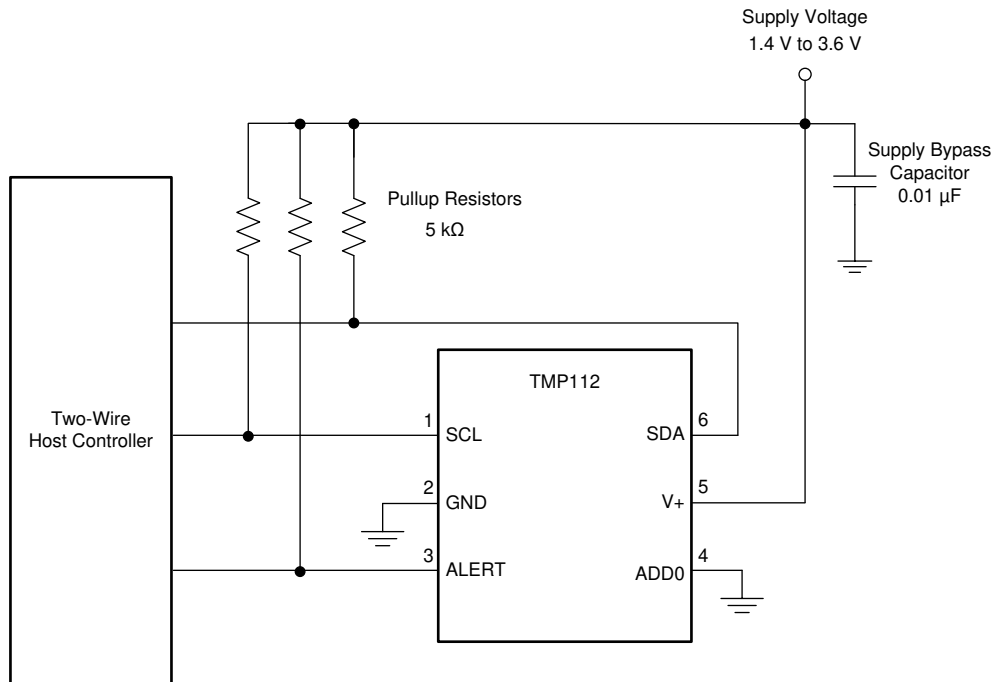 Supply Voltage
1.4 V to 3.6 V
Supply Bypass
Capacitor
0.01 µF
Pullup Resistors
5 kΩ
Two-Wire
Host Controller
TMP112
1
SCL
SDA
6
2
GND
V+
5
3
ALERT
ADD0
4